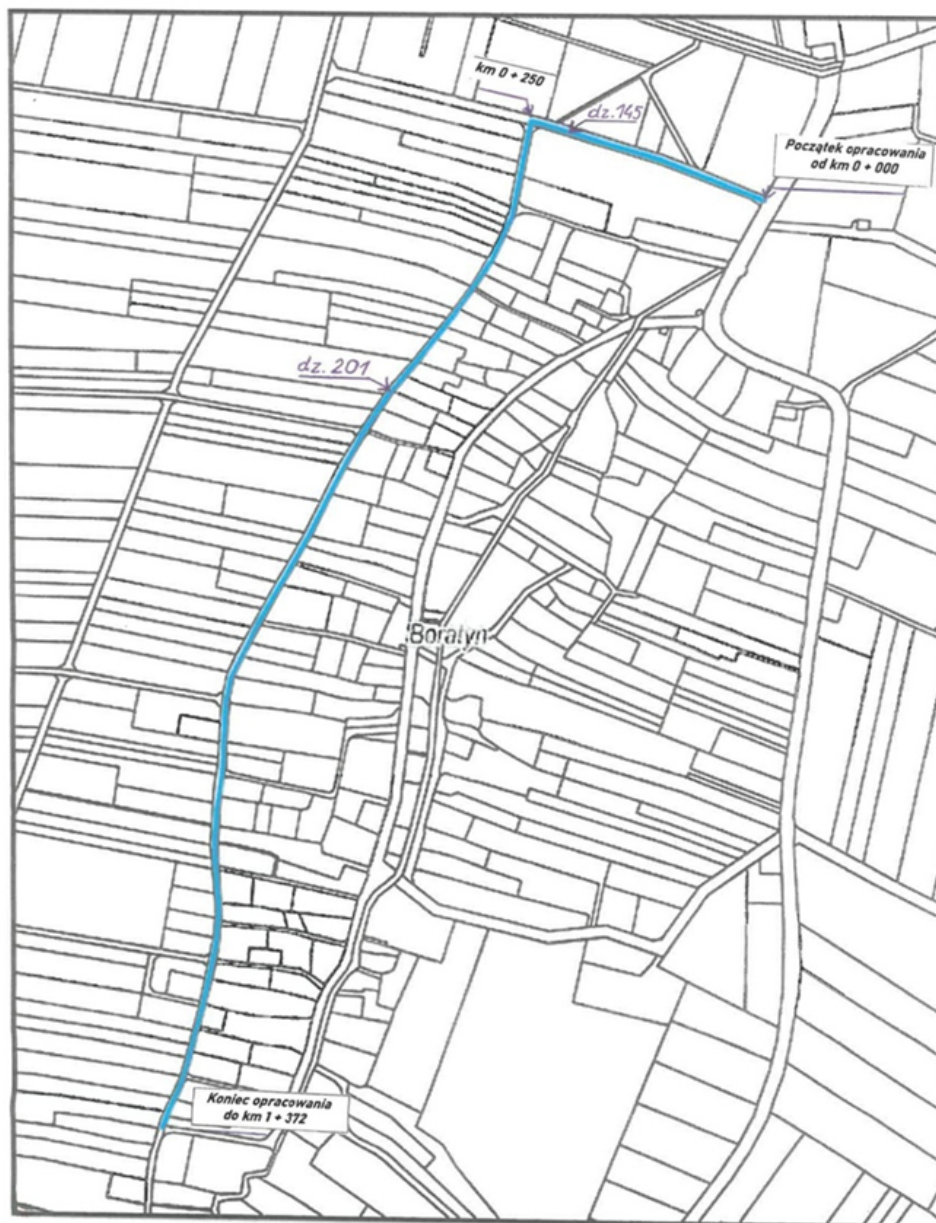 km 0 + 250
dz.145
Początek opracowania
od km 0 + 000
dz. 201
Boratyn
Koniec opracowania
do km 1 + 372